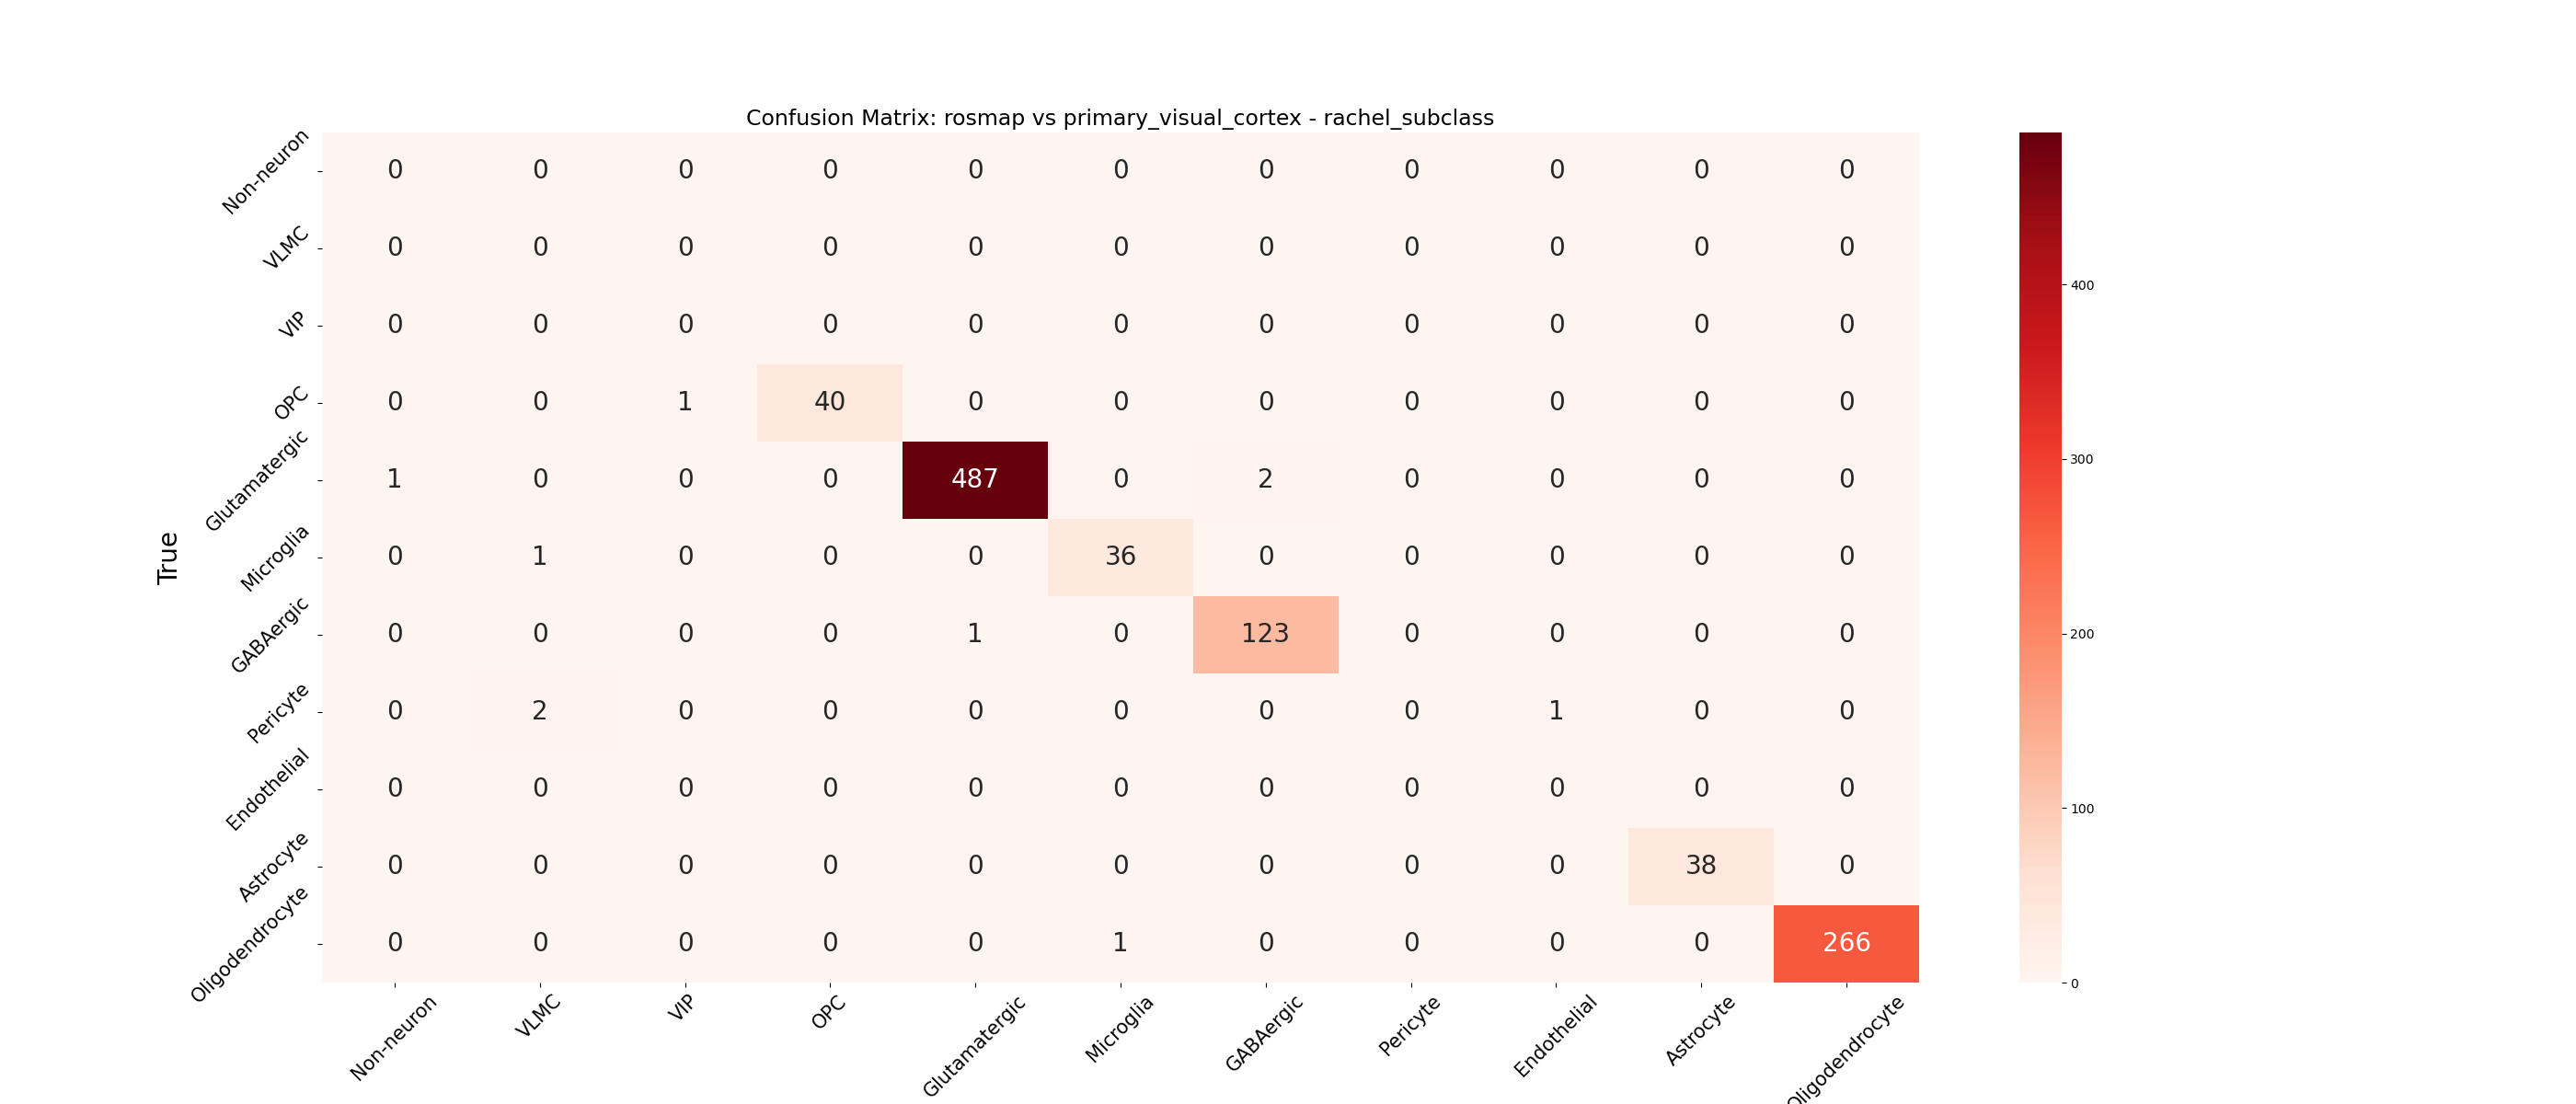 Confusion Matrix: rosmap vs primary_visual_cortex - rachel_subclass
True
Non-neuron 0 0 0 0 0 0 0 0 0 0 0
VLMC 0 0 0 0 0 0 0 0 0 0 0
VIP 0 0 0 0 0 0 0 0 0 0 0
OPC 0 0 1 40 0 0 0 0 0 0 0
Glutamatergic 1 0 0 0 487 0 2 0 0 0 0
Microglia 0 1 0 0 0 36 0 0 0 0 0
GABAergic 0 0 0 0 1 0 123 0 0 0 0
Pericyte 0 2 0 0 0 0 0 0 1 0 0
Endothelial 0 0 0 0 0 0 0 0 0 0 0
Astrocyte 0 0 0 0 0 0 0 0 0 38 0
Oligodendrocyte 0 0 0 0 0 1 0 0 0 0 266
Non-neuron VLMC VIP OPC Glutamatergic Microglia GABAergic Pericyte Endothelial Astrocyte Oligodendrocyte
400
300
200
100
0